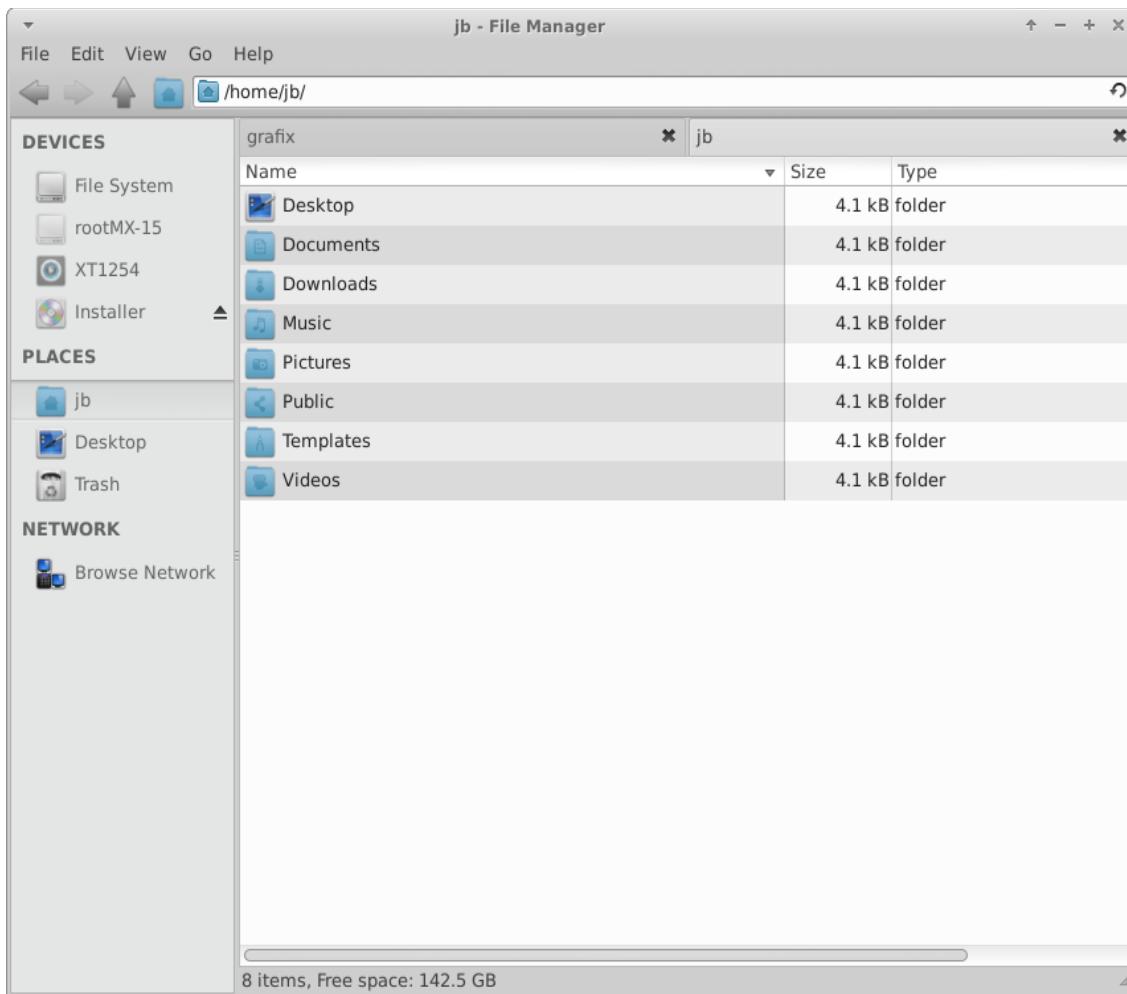 jb - File Manager
File Edit View Go Help
/home/jb/
DEVICES
File System
rootMX-15
XT1254
Installer
PLACES
jb
Desktop
Trash
NETWORK
Browse Network
grafix jb
Name Size Type
Desktop 4.1 kB folder
Documents 4.1 kB folder
Downloads 4.1 kB folder
Music 4.1 kB folder
Pictures 4.1 kB folder
Public 4.1 kB folder
Templates 4.1 kB folder
Videos 4.1 kB folder
8 items, Free space: 142.5 GB